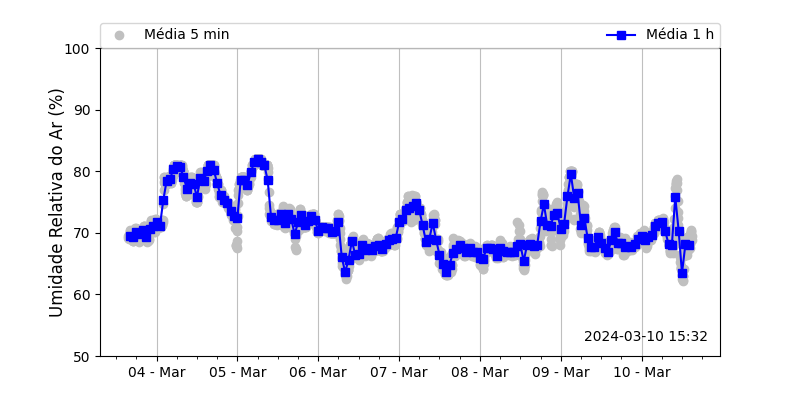 Média 5 min
Média 1 h
Umidade Relativa do Ar (%)
100
90
80
70
60
50
2024-03-10 15:32
04 - Mar
05 - Mar
06 - Mar
07 - Mar
08 - Mar
09 - Mar
10 - Mar